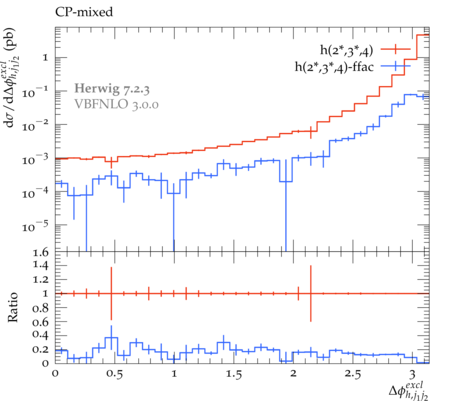 CP-mixed
dσ/dΔϕ^{excl}_{h,j1j2} (pb)
h(2*,3*,4)
h(2*,3*,4)-ffac
Herwig 7.2.3
VBFNLO 3.0.0
1
10^−1
10^−2
10^−3
10^−4
10^−5
Ratio
1.6
1.4
1.2
1
0.8
0.6
0.4
0.2
0
0 0.5 1 1.5 2 2.5 3
Δϕ^{excl}_{h,j1j2}